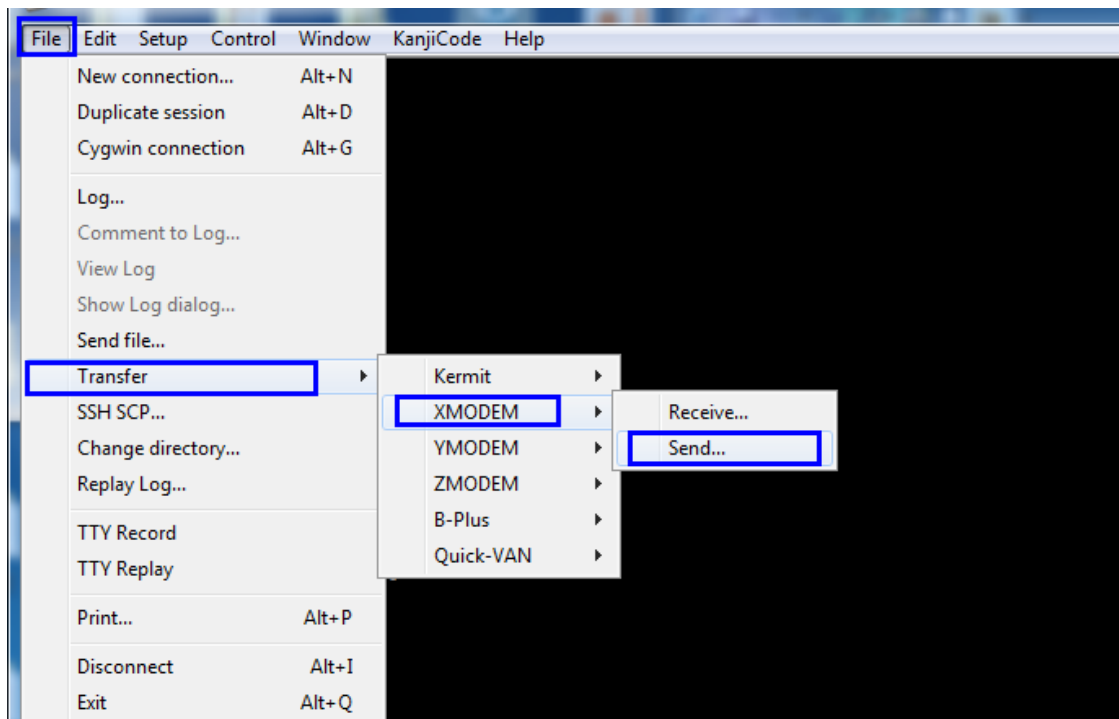 File Edit Setup Control Window KanjiCode Help
New connection... Alt+N
Duplicate session Alt+D
Cygwin connection Alt+G
Log...
Comment to Log...
View Log
Show Log dialog...
Send file...
Transfer
SSH SCP...
Change directory...
Replay Log...
TTY Record
TTY Replay
Print... Alt+P
Disconnect Alt+I
Exit Alt+Q
Kermit
XMODEM
YMODEM
ZMODEM
B-Plus
Quick-VAN
Receive...
Send...